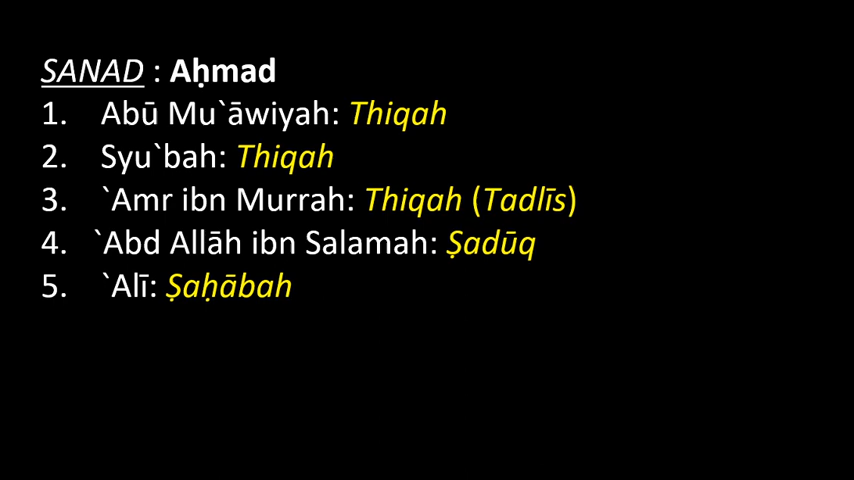 SANAD : Aḥmad
1. Abū Mu`āwiyah: Thiqah
2. Syu`bah: Thiqah
3. `Amr ibn Murrah: Thiqah (Tadlīs)
4. `Abd Allāh ibn Salamah: Ṣadūq
5. `Alī: Ṣaḥābah